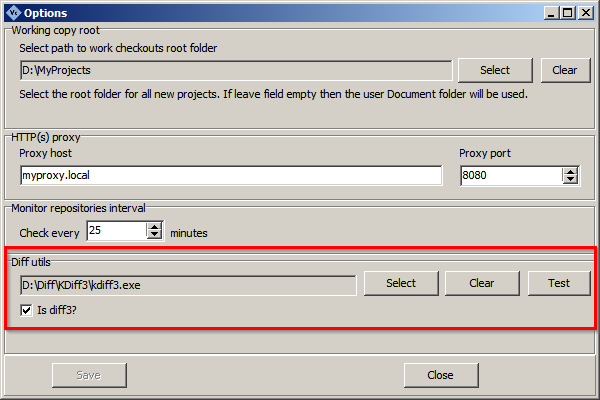 Vc Options
Working copy root
Select path to work checkouts root folder
D:\MyProjects Select Clear
Select the root folder for all new projects. If leave field empty then the user Document folder will be used.
HTTP(s) proxy
Proxy host Proxy port
myproxy.local 8080
Monitor repositories interval
Check every 25 minutes
Diff utils
D:\Diff\KDiff3\kdiff3.exe Select Clear Test
Is diff3?
Save Close